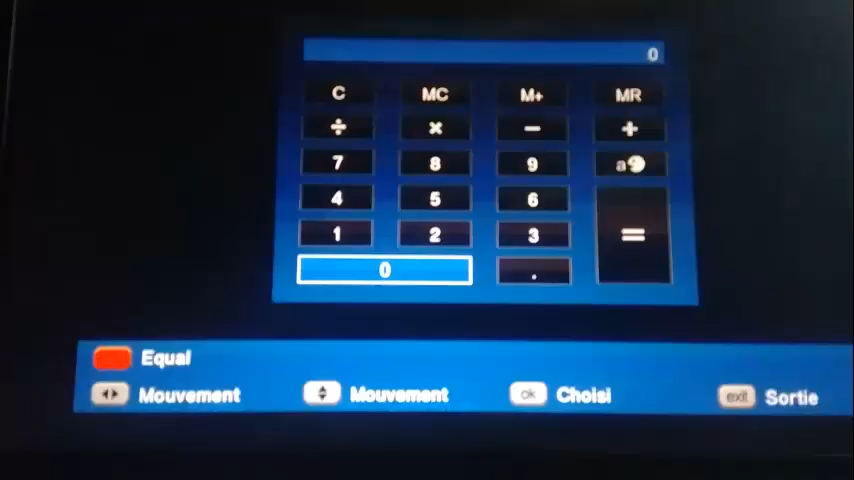 0
C MC M+ MR
÷ × − +
7 8 9
4 5 6
1 2 3 =
0 .
Equal
Mouvement Mouvement ok Choisi exit Sortie